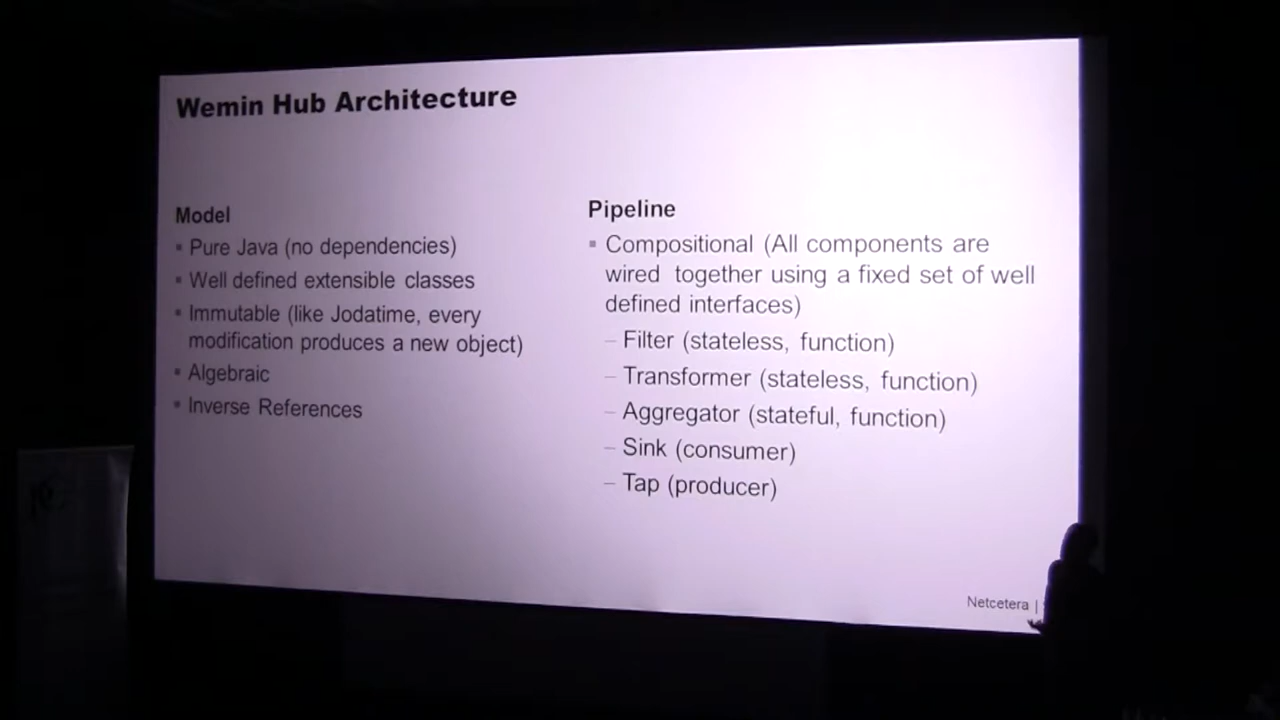 Wemin Hub Architecture
Model
▪ Pure Java (no dependencies)
▪ Well defined extensible classes
▪ Immutable (like Jodatime, every
modification produces a new object)
▪ Algebraic
▪ Inverse References
Pipeline
▪ Compositional (All components are
wired together using a fixed set of well
defined interfaces)
– Filter (stateless, function)
– Transformer (stateless, function)
– Aggregator (stateful, function)
– Sink (consumer)
– Tap (producer)
Netcetera |